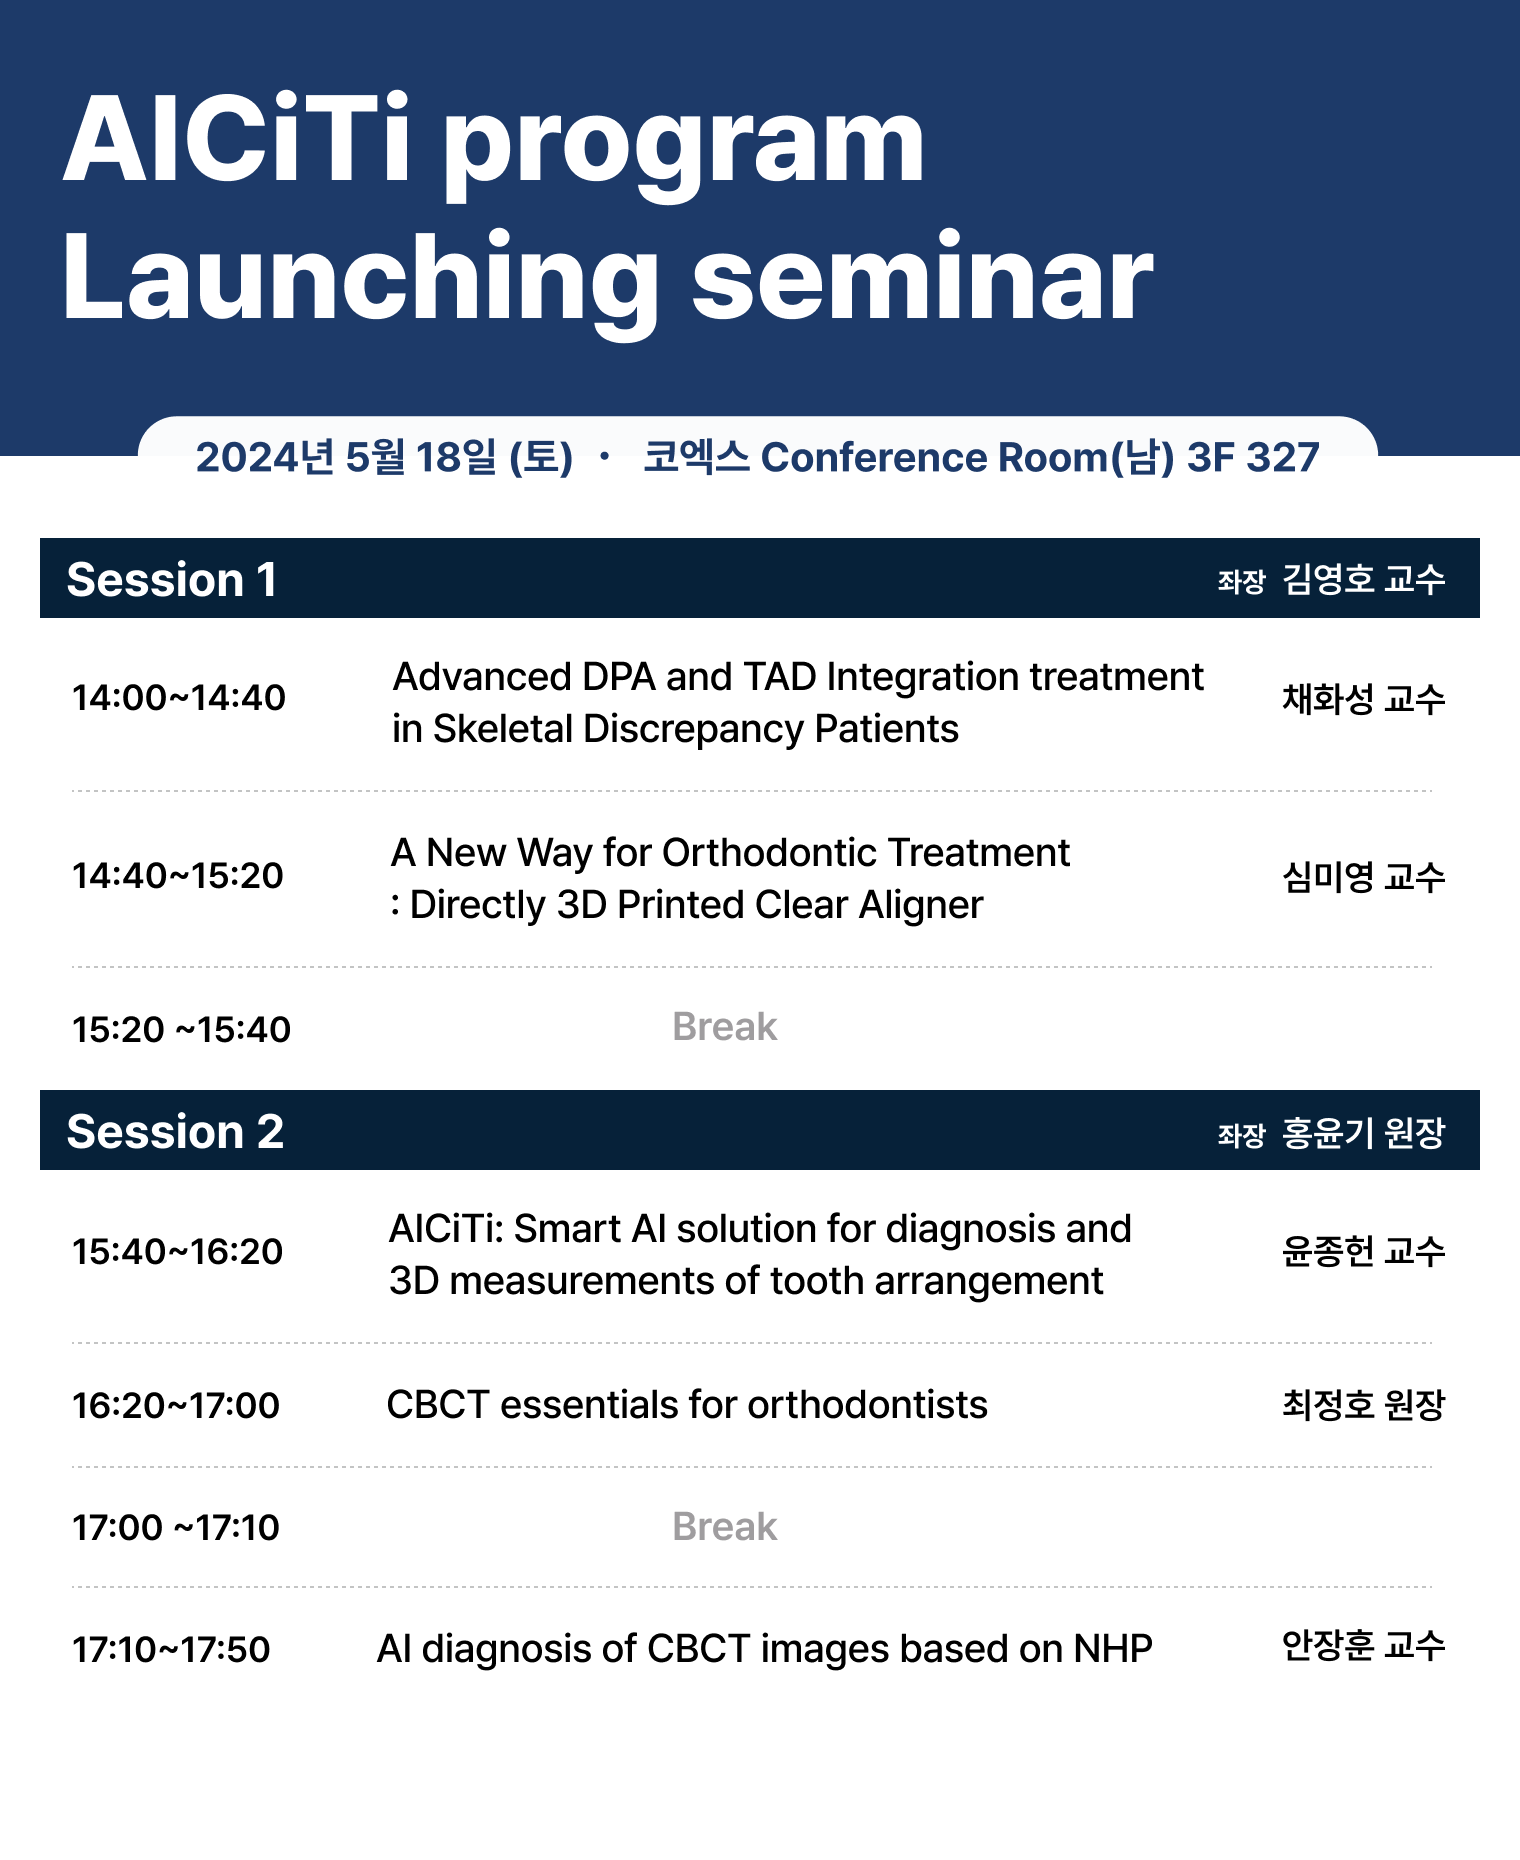 AICiTi program
Launching seminar
2024년 5월 18일 (토) · 코엑스 Conference Room(남) 3F 327
Session 1 좌장 김영호 교수
14:00~14:40 Advanced DPA and TAD Integration treatment
in Skeletal Discrepancy Patients 채화성 교수
14:40~15:20 A New Way for Orthodontic Treatment
: Directly 3D Printed Clear Aligner 심미영 교수
15:20 ~15:40 Break
Session 2 좌장 홍윤기 원장
15:40~16:20 AICiTi: Smart AI solution for diagnosis and
3D measurements of tooth arrangement 윤종헌 교수
16:20~17:00 CBCT essentials for orthodontists 최정호 원장
17:00 ~17:10 Break
17:10~17:50 AI diagnosis of CBCT images based on NHP 안장훈 교수